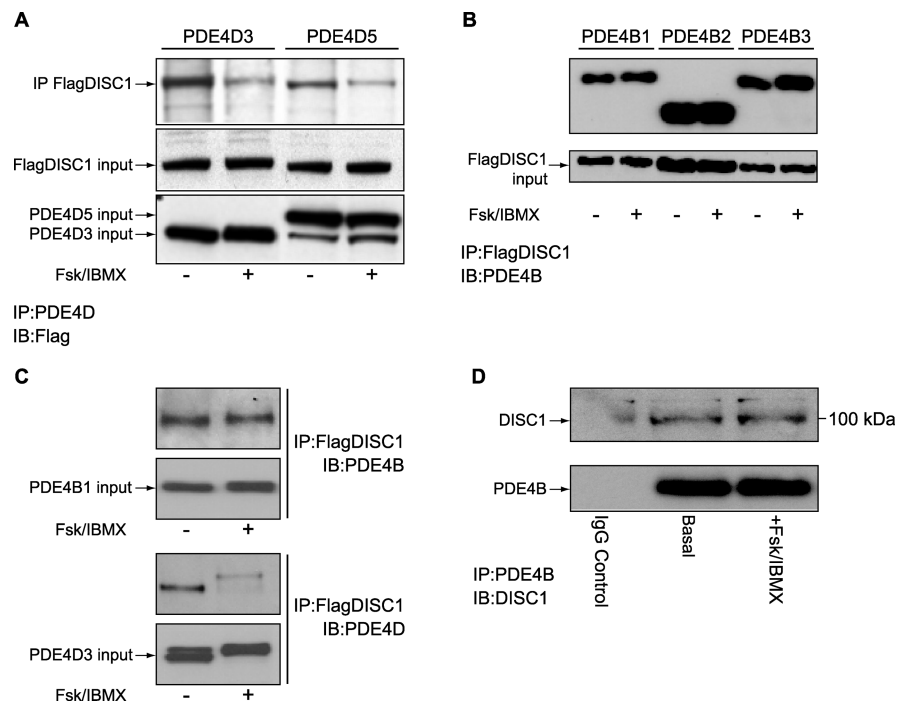 A
PDE4D3 PDE4D5
IP FlagDISC1
FlagDISC1 input
PDE4D5 input
PDE4D3 input
Fsk/IBMX - + - +
IP:PDE4D
IB:Flag
B
PDE4B1 PDE4B2 PDE4B3
FlagDISC1
input
Fsk/IBMX - + - + - +
IP:FlagDISC1
IB:PDE4B
C
IP:FlagDISC1
IB:PDE4B
PDE4B1 input
Fsk/IBMX - +
IP:FlagDISC1
IB:PDE4D
PDE4D3 input
Fsk/IBMX - +
D
DISC1 100 kDa
PDE4B
IgG Control
Basal
+Fsk/IBMX
IP:PDE4B
IB:DISC1